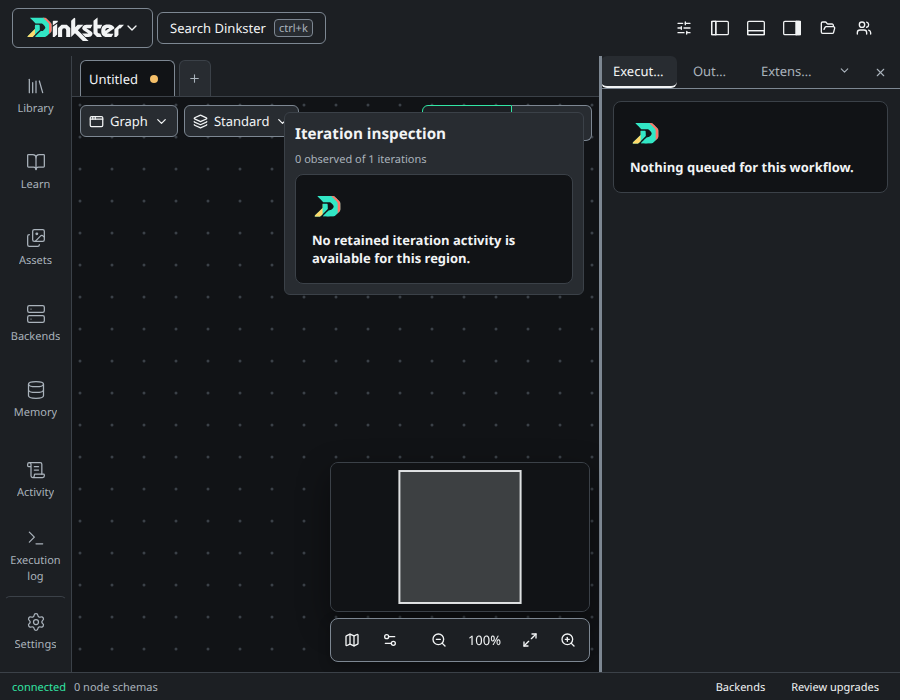 Dinkster
Search Dinkster ctrl+k
Untitled
+
Execut... Out... Extens...
Graph
Standard
Iteration inspection
0 observed of 1 iterations
No retained iteration activity is
available for this region.
Nothing queued for this workflow.
Library
Learn
Assets
Backends
Memory
Activity
Execution
log
Settings
100%
connected 0 node schemas
Backends Review upgrades